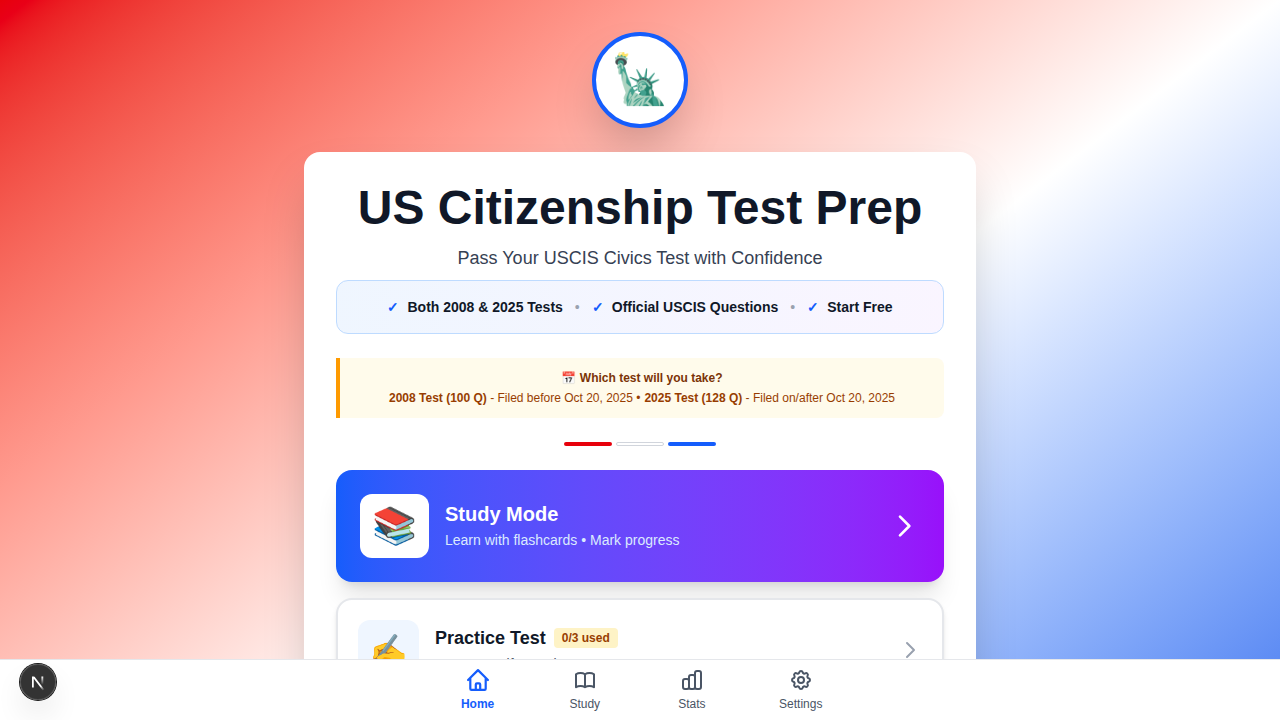 US Citizenship Test Prep
Pass Your USCIS Civics Test with Confidence
✓ Both 2008 & 2025 Tests • ✓ Official USCIS Questions • ✓ Start Free
📅 Which test will you take?
2008 Test (100 Q) - Filed before Oct 20, 2025 • 2025 Test (128 Q) - Filed on/after Oct 20, 2025
Study Mode
Learn with flashcards • Mark progress
Practice Test 0/3 used
Home
Study
Stats
Settings